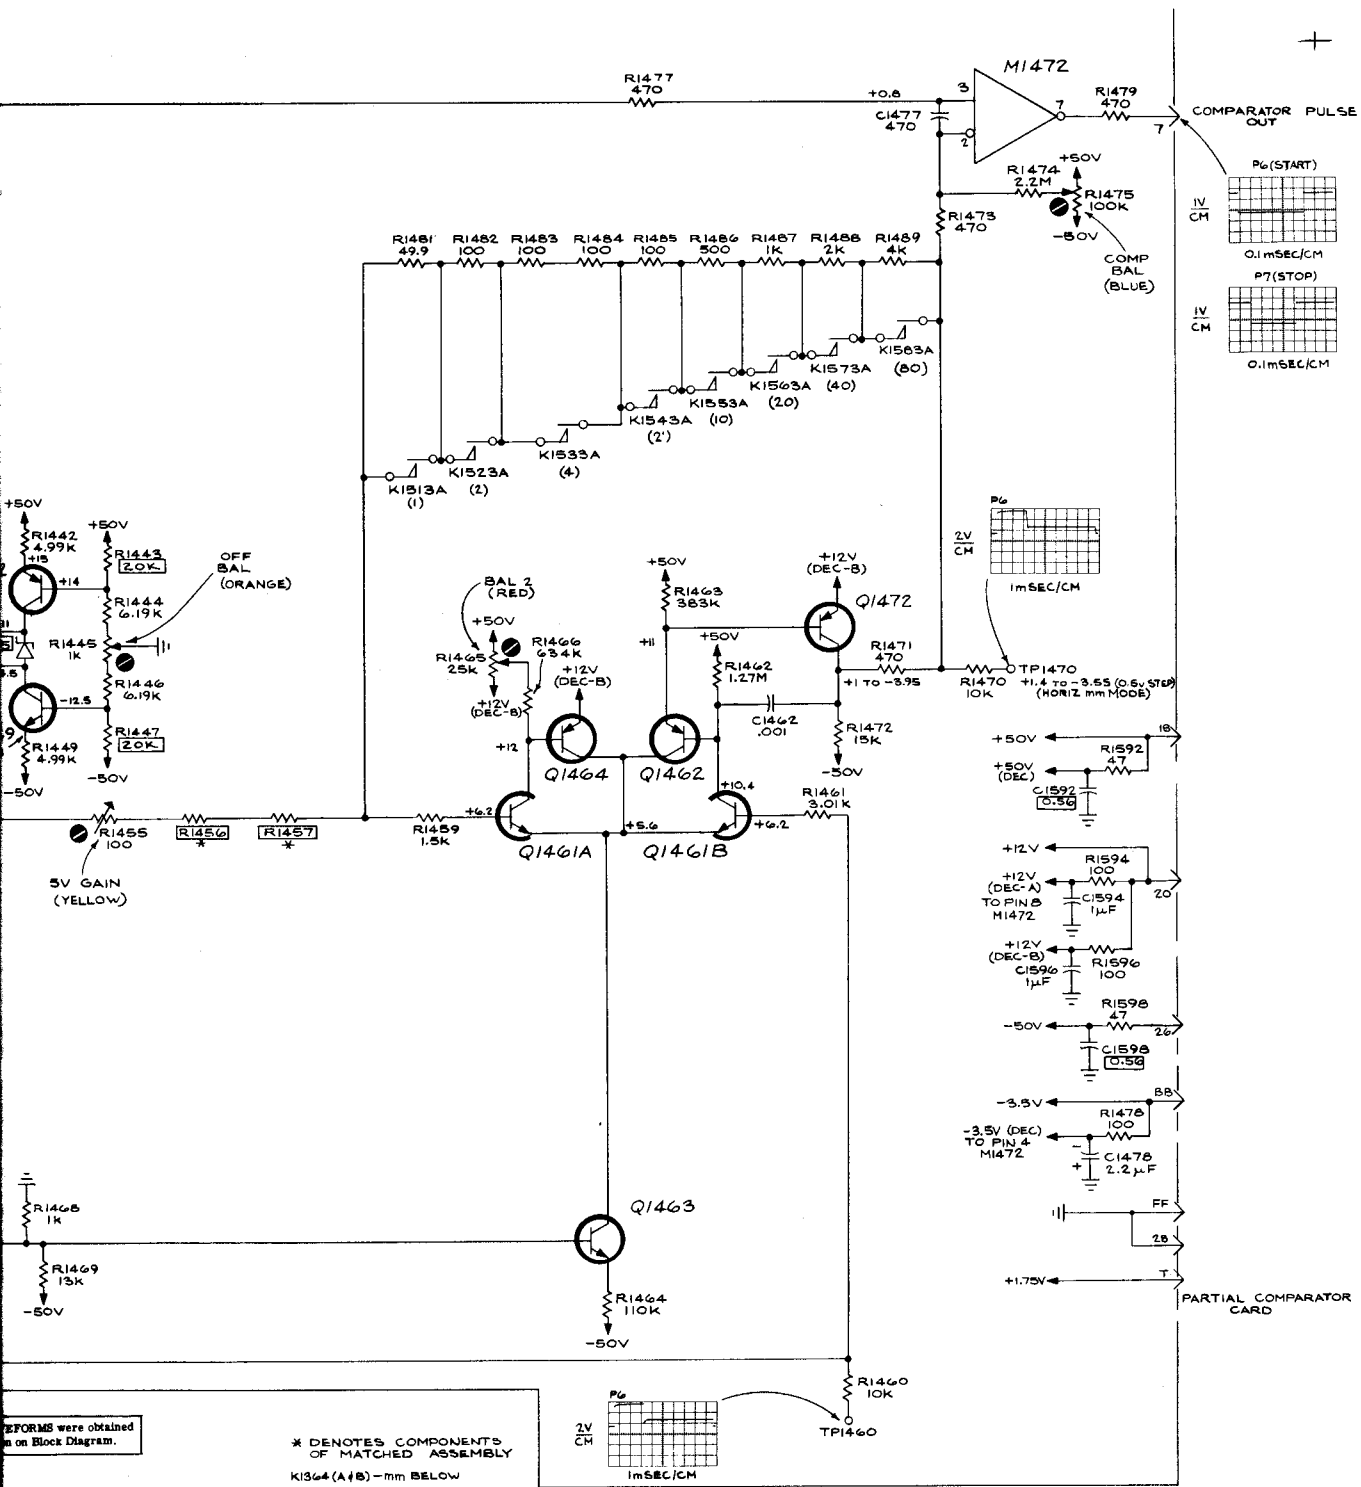 M1472
R1477
470
+0.8
3
C1477
470
2
7
R1479
470
7
COMPARATOR PULSE
OUT
+50V
R1474
2.2M
R1475
100K
-50V
COMP
BAL
(BLUE)
R1473
470
P6(START)
1V
CM
0.1mSEC/CM
P7(STOP)
1V
CM
0.1mSEC/CM
R1481
49.9
R1482
100
R1483
100
R1484
100
R1485
100
R1486
500
R1487
1K
R1488
2K
R1489
4K
K1583A
(80)
K1573A
(40)
K1563A
(20)
K1553A
(10)
K1543A
(2')
K1533A
(4)
K1523A
(2)
K1513A
(1)
+50V
R1442
4.99K
+15
+50V
R1443
20K
+14
OFF
BAL
(ORANGE)
R1444
6.19K
R1445
1K
R1446
6.19K
-12.5
R1447
20K
R1449
4.99K
-50V
-50V
BAL 2
(RED)
+50V
R1465
25K
+12V
(DEC-B)
R1466
634K
+12V
(DEC-B)
+12
Q1464
+50V
R1463
383K
+11
+50V
R1462
1.27M
Q1462
+12V
(DEC-B)
Q1472
R1471
470
+1 TO -3.95
C1462
.001
R1472
15K
-50V
P6
2V
CM
1mSEC/CM
R1470
10K
TP1470
+1.4 TO -3.55 (0.6v STEP)
(HORIZ mm MODE)
R1455
100
R1456
*
R1457
*
5V GAIN
(YELLOW)
R1459
1.5K
+6.2
Q1461A
+5.6
Q1461B
+10.4
+6.2
R1461
3.01K
+50V
18
+50V
(DEC)
R1592
47
C1592
0.56
+12V
+12V
(DEC-A)
TO PIN 8
M1472
R1594
100
C1594
1µF
20
+12V
(DEC-B)
C1596
1µF
R1596
100
-50V
R1598
47
26
C1598
0.56
-3.5V
BB
-3.5V (DEC)
TO PIN 4
M1472
R1478
100
C1478
2.2µF
FF
28
+1.75V
T
PARTIAL COMPARATOR
CARD
R1468
1K
R1469
13K
-50V
Q1463
R1464
110K
-50V
R1460
10K
TP1460
P6
2V
CM
1mSEC/CM
EFORMS were obtained
on Block Diagram.
* DENOTES COMPONENTS
OF MATCHED ASSEMBLY
K1364(A&B)-mm BELOW